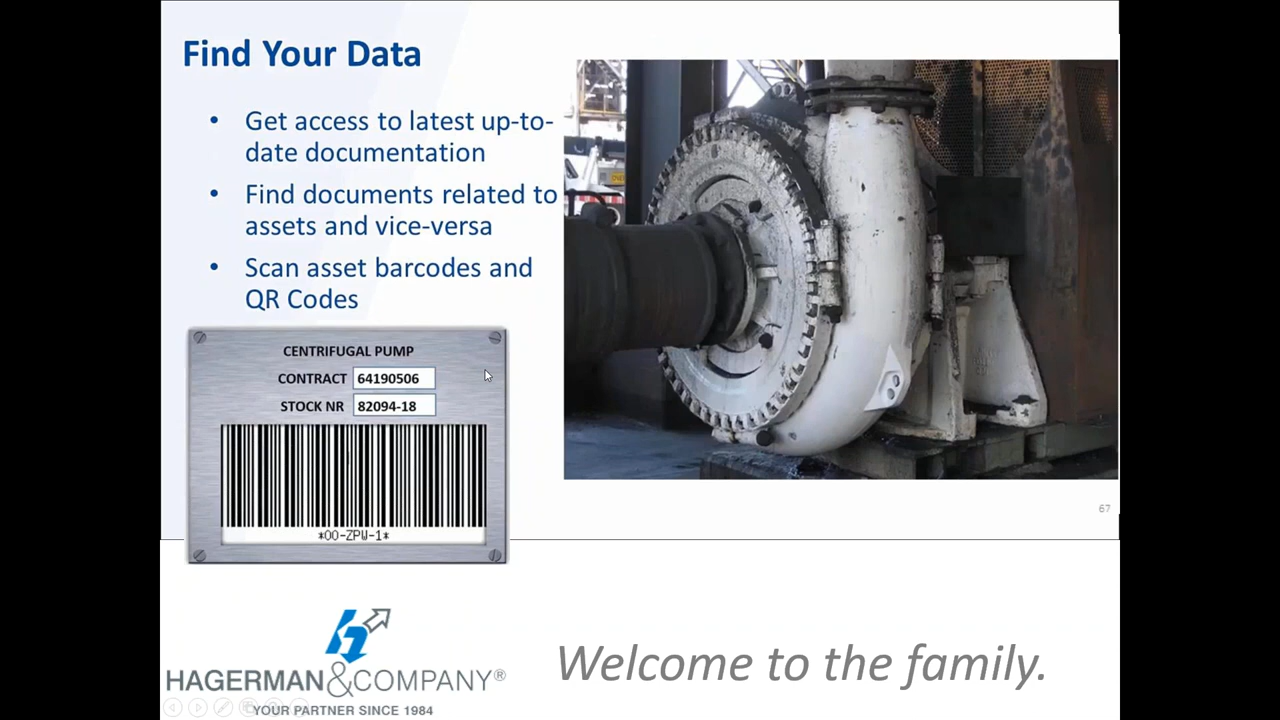 Find Your Data
• Get access to latest up-to-
date documentation
• Find documents related to
assets and vice-versa
• Scan asset barcodes and
QR Codes
CENTRIFUGAL PUMP
CONTRACT 64190506
STOCK NR 82094-18
*00-ZPW-1*
67
HAGERMAN&COMPANY®
YOUR PARTNER SINCE 1984
Welcome to the family.